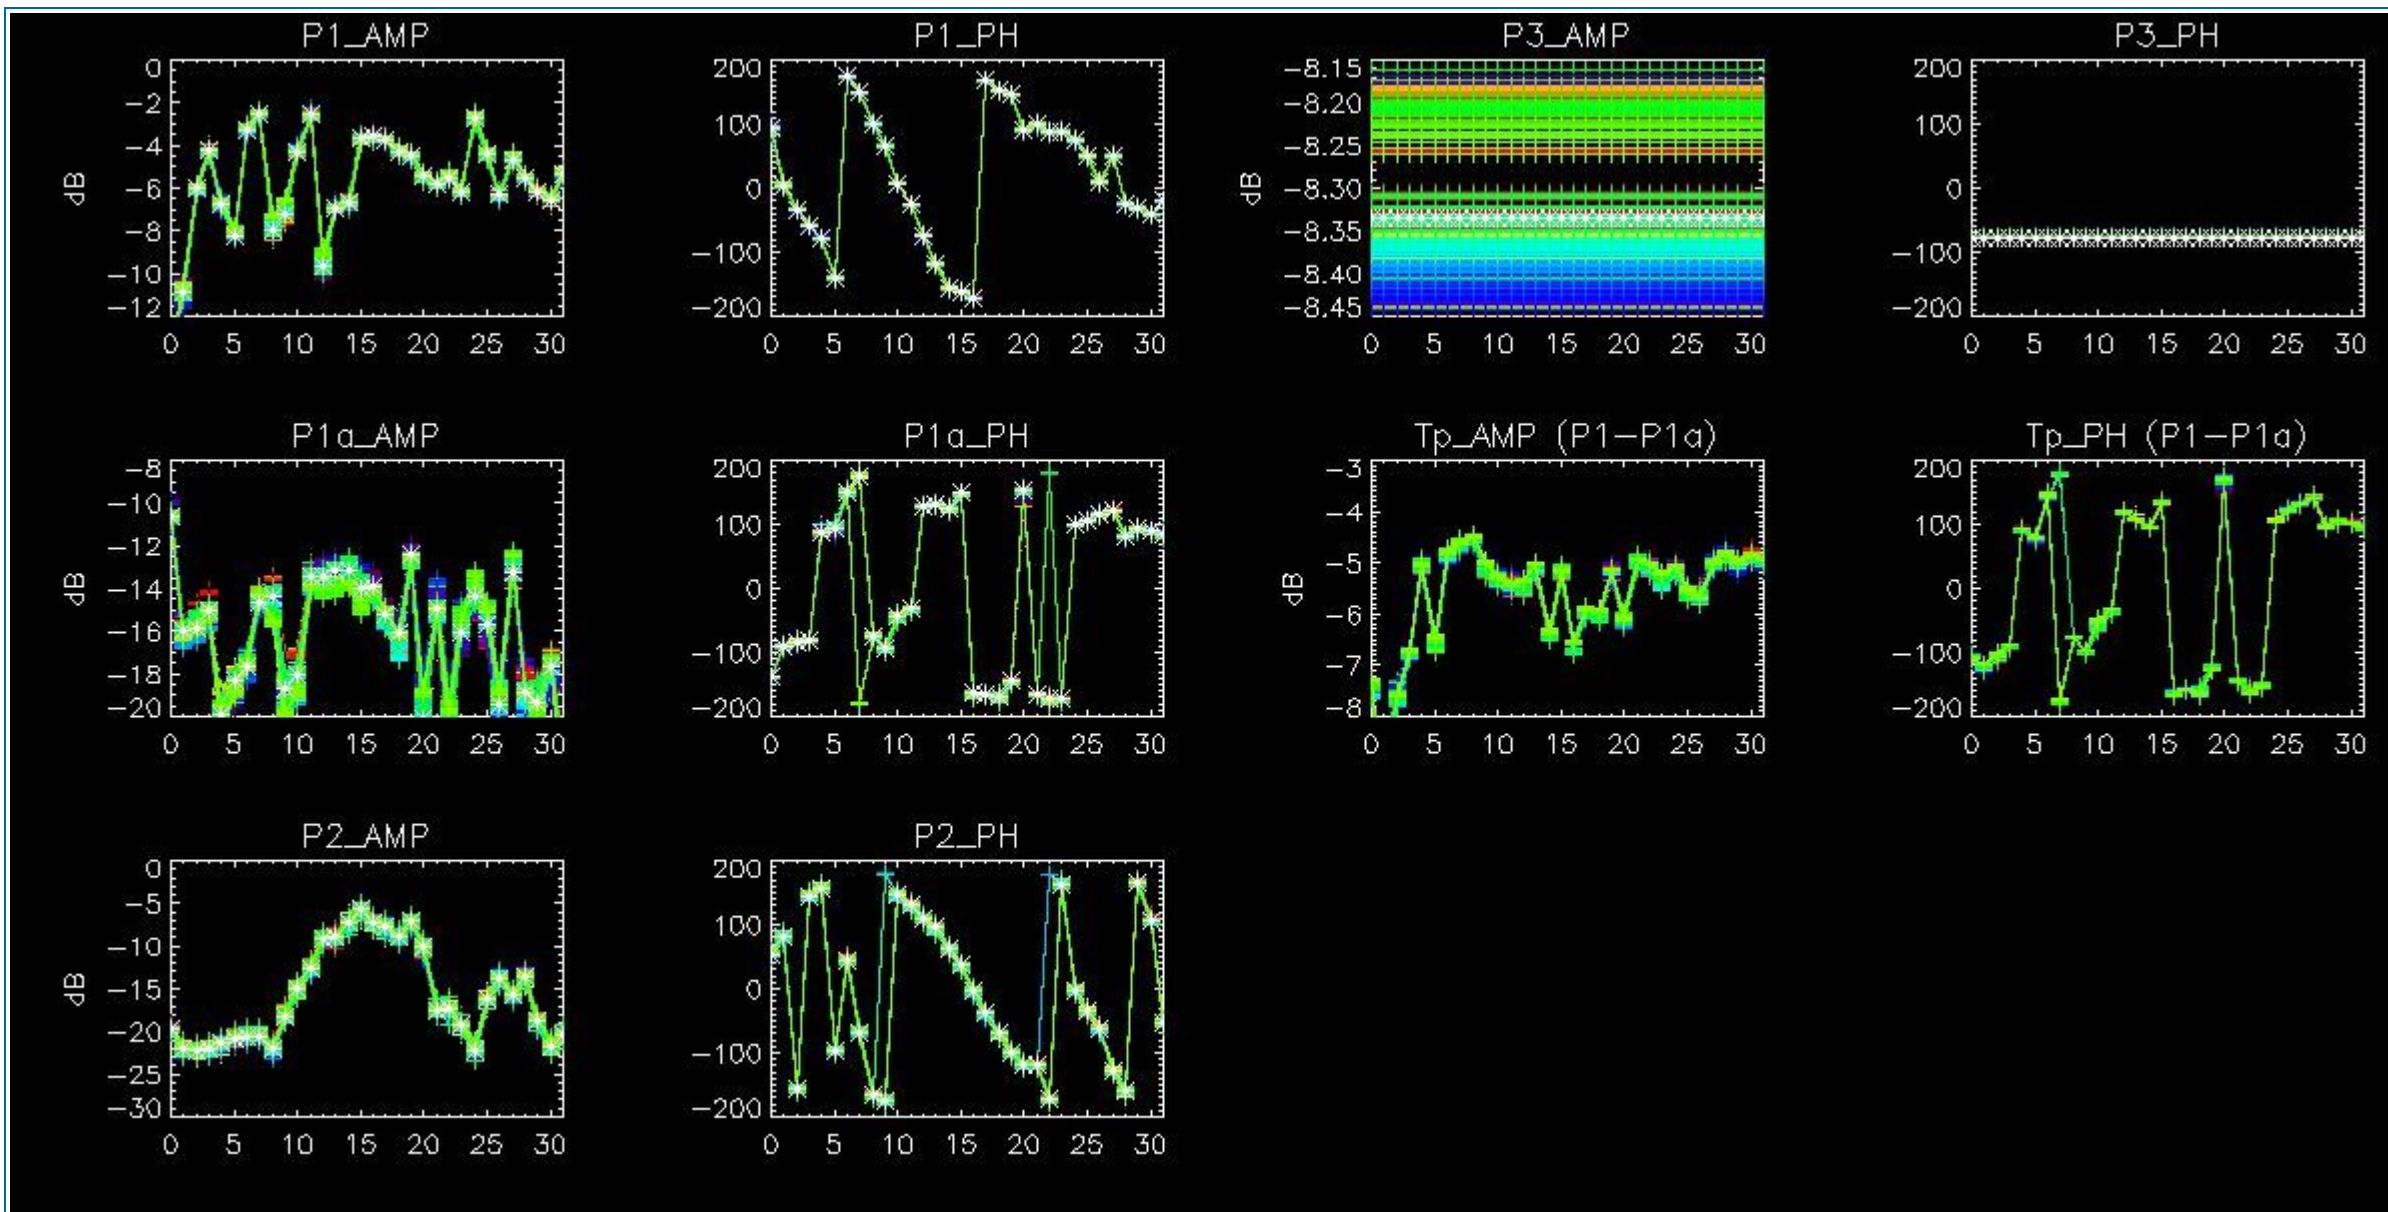 P1_AMP P1_PH P3_AMP P3_PH
0 200 -8.15 200
-2 100 -8.20 100
-4 0 -8.25 0
-6 -100 -8.30 -100
-8 -200 -8.35 -200
-10 -8.40
-12 -8.45
dB dB
0 5 10 15 20 25 30 0 5 10 15 20 25 30 0 5 10 15 20 25 30 0 5 10 15 20 25 30
P1a_AMP P1a_PH Tp_AMP (P1-P1a) Tp_PH (P1-P1a)
-8 200 -3 200
-10 100 -4 100
-12 0 -5 0
-14 -100 -6 -100
-16 -200 -7 -200
-18 -8
-20
dB dB
0 5 10 15 20 25 30 0 5 10 15 20 25 30 0 5 10 15 20 25 30 0 5 10 15 20 25 30
P2_AMP P2_PH
0 200
-5 100
-10 0
-15 -100
-20 -200
-25
-30
dB
0 5 10 15 20 25 30 0 5 10 15 20 25 30